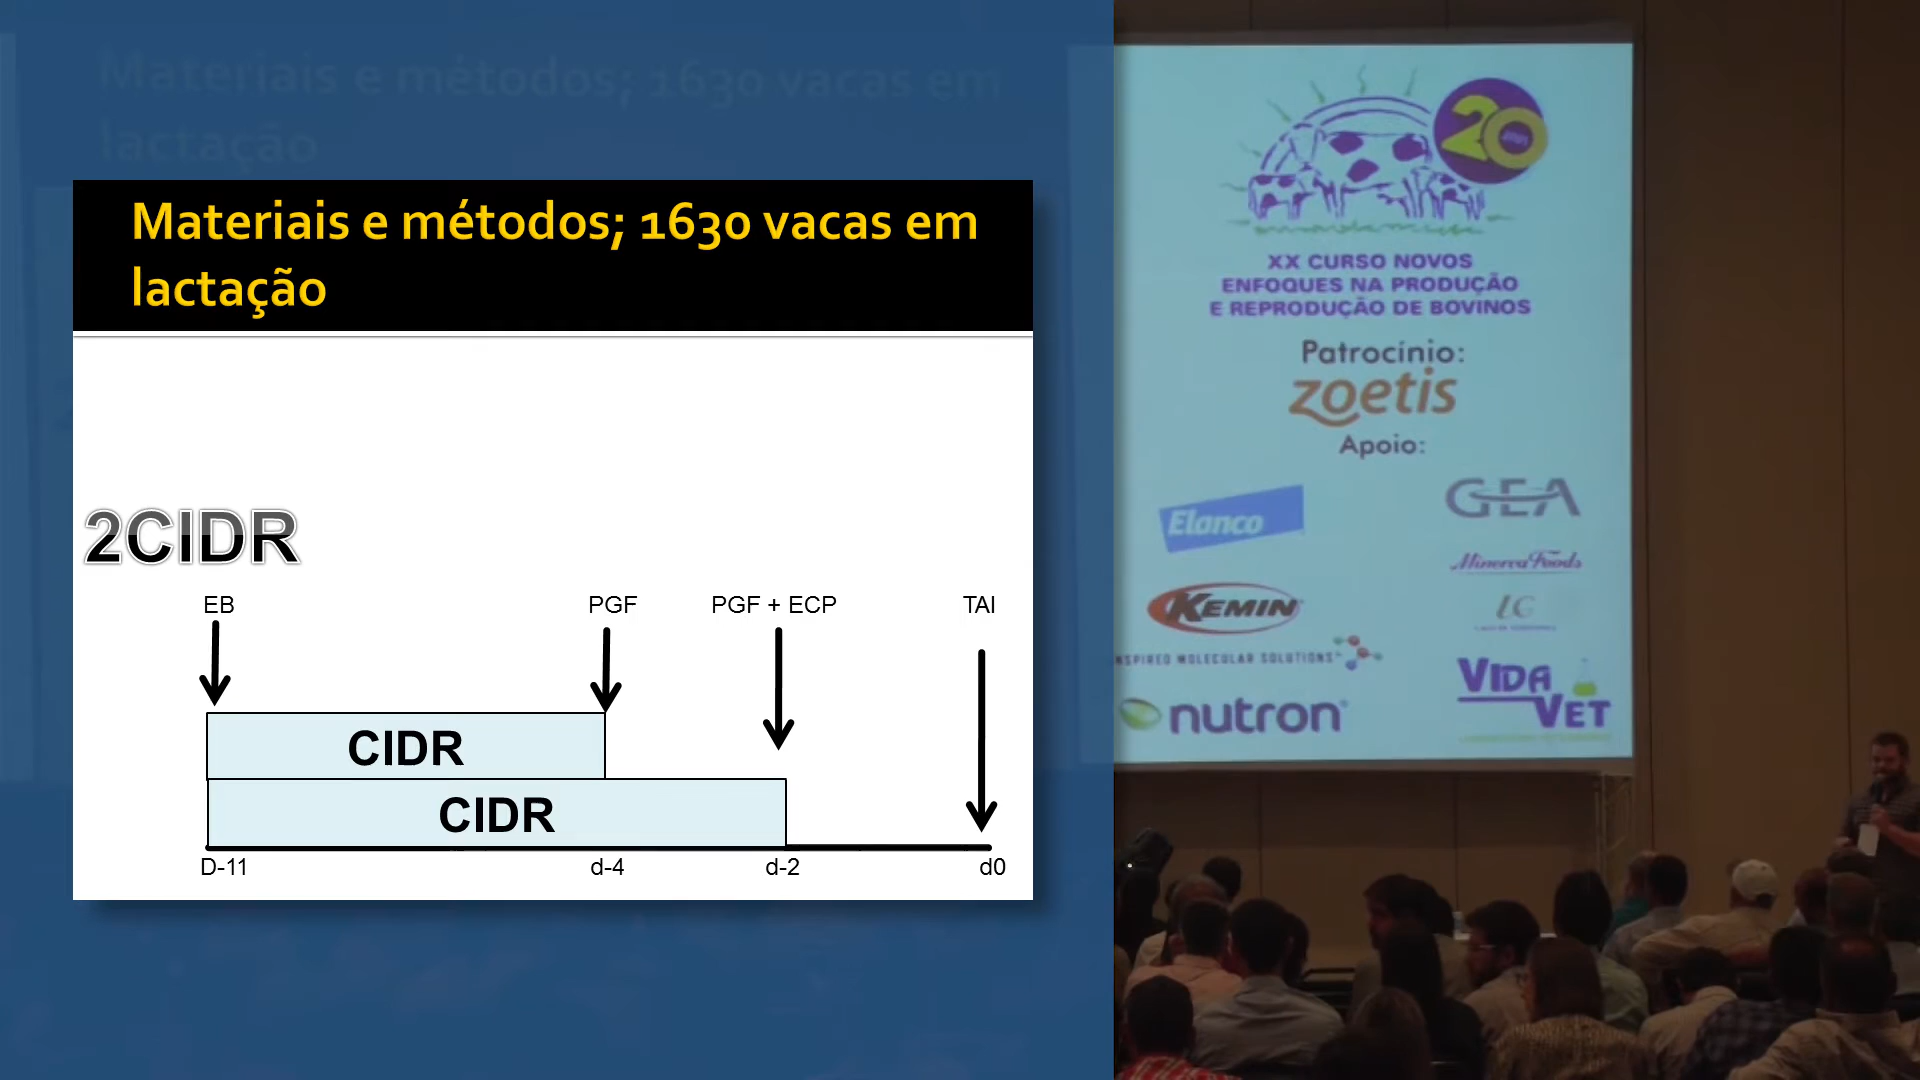 Materiais e métodos; 1630 vacas em
lactação
Materiais e métodos; 1630 vacas em
lactação
2CIDR
EB
PGF
PGF + ECP
TAI
CIDR
CIDR
D-11
d-4
d-2
d0
20
XX CURSO NOVOS
ENFOQUES NA PRODUÇÃO
E REPRODUÇÃO DE BOVINOS
Patrocínio:
zoetis
Apoio:
Elanco
GEA
Minerva Foods
KEMIN
INSPIRED MOLECULAR SOLUTIONS
nutron
VIDA
VET